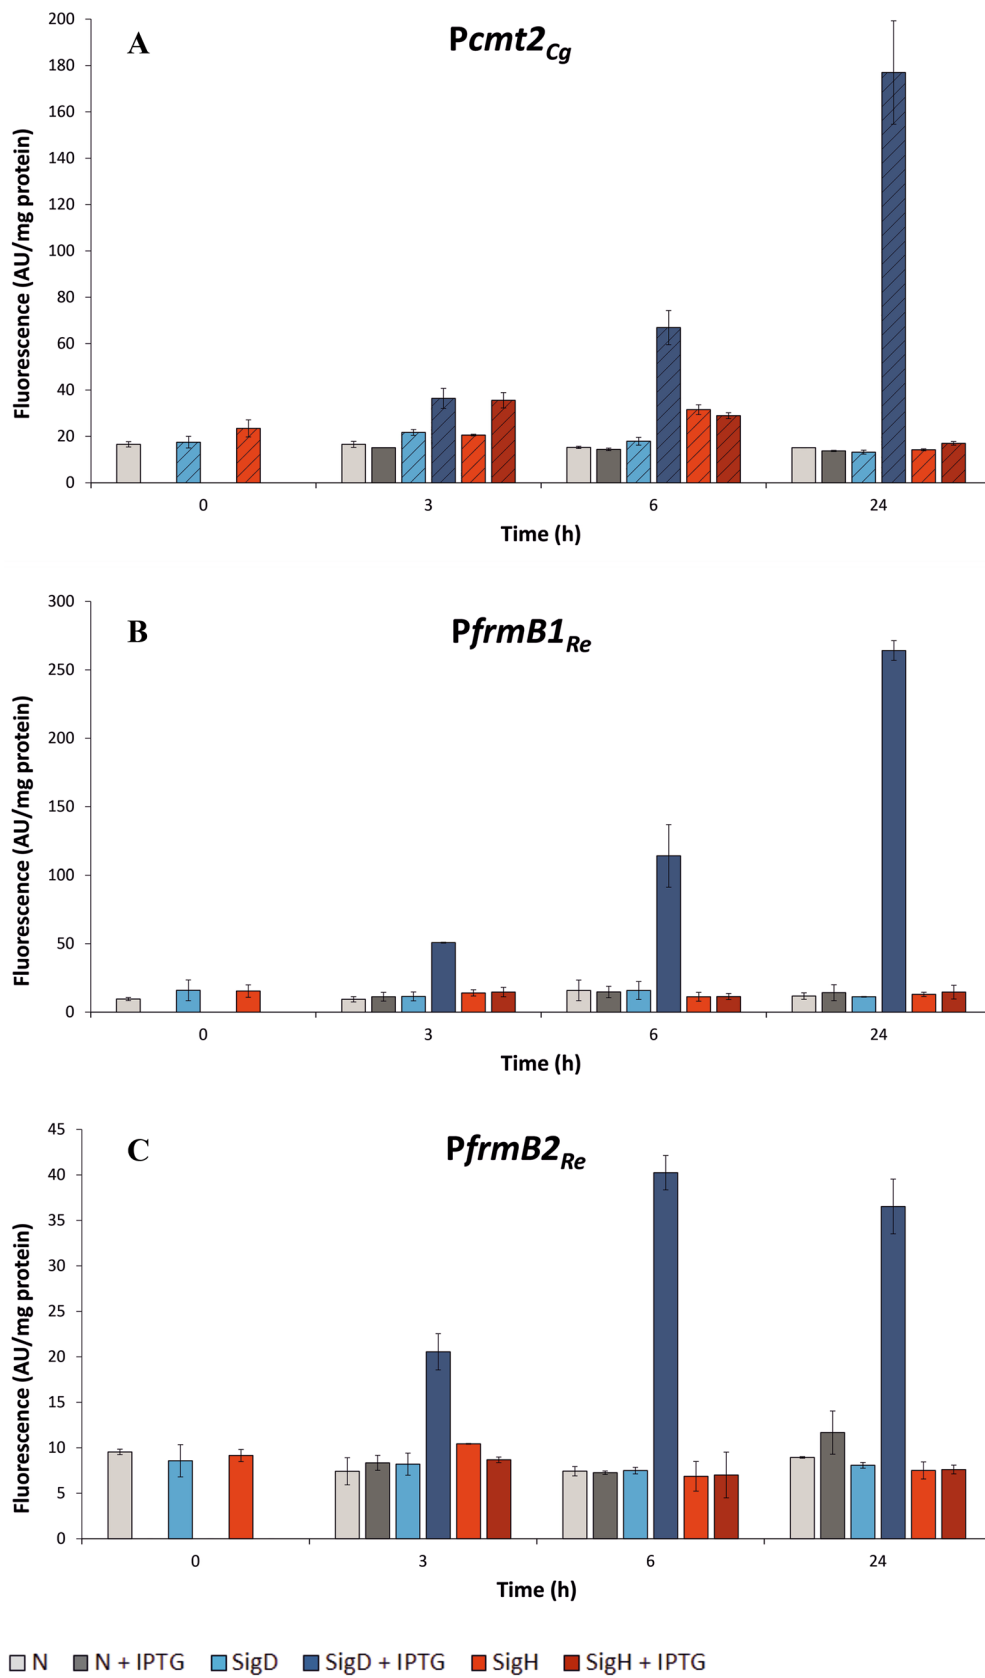 A
Pcmt2Cg
Fluorescence (AU/mg protein)
200
180
160
140
120
100
80
60
40
20
0
0 3 6 24
Time (h)
B
PfrmB1Re
Fluorescence (AU/mg protein)
300
250
200
150
100
50
0
0 3 6 24
Time (h)
C
PfrmB2Re
Fluorescence (AU/mg protein)
45
40
35
30
25
20
15
10
5
0
0 3 6 24
Time (h)
N N + IPTG SigD SigD + IPTG SigH SigH + IPTG